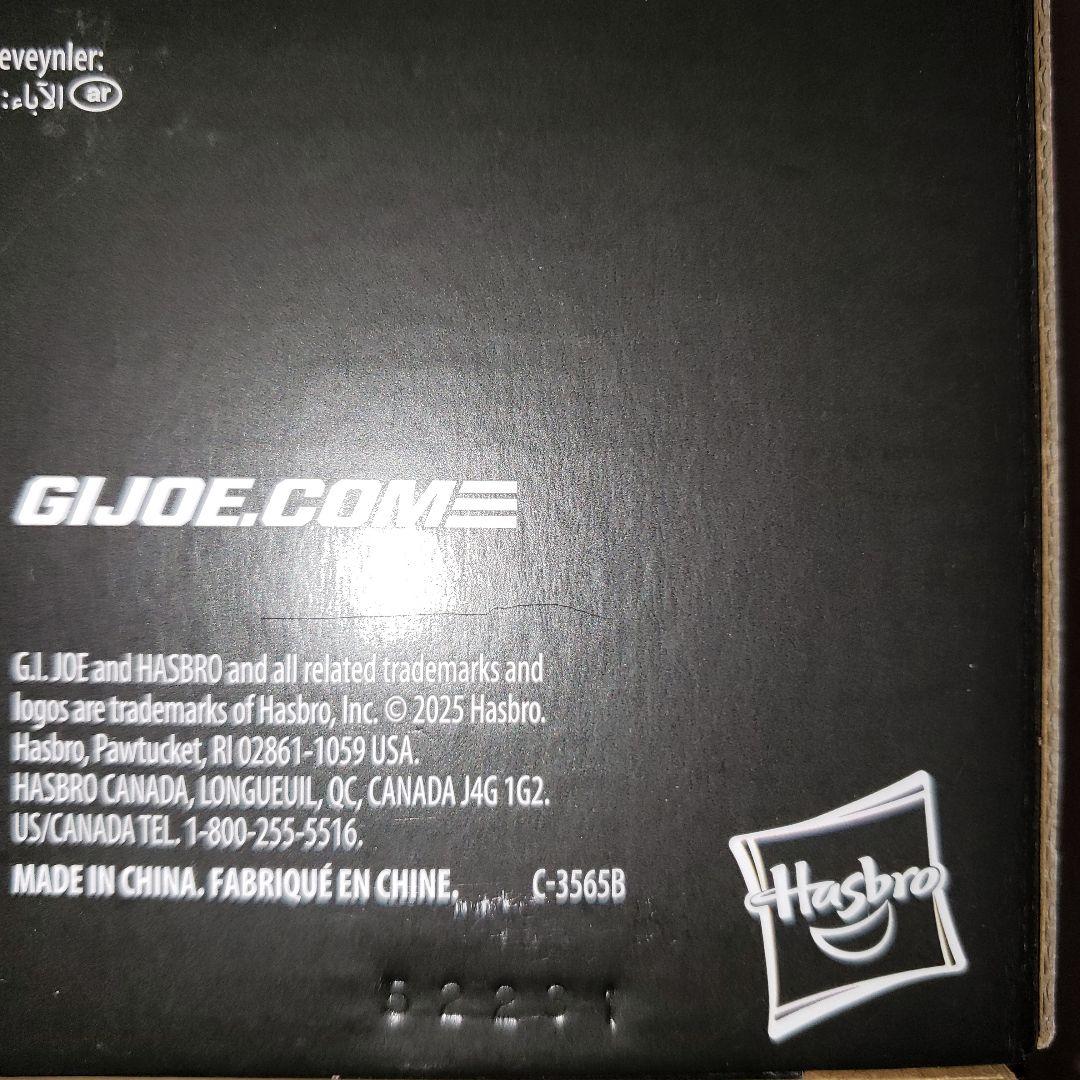 eveynler:
الآباء: ar
GIJOE.COM
G.I. JOE and HASBRO and all related trademarks and
logos are trademarks of Hasbro, Inc. © 2025 Hasbro.
Hasbro, Pawtucket, RI 02861-1059 USA.
HASBRO CANADA, LONGUEUIL, QC, CANADA J4G 1G2.
US/CANADA TEL. 1-800-255-5516.
MADE IN CHINA. FABRIQUÉ EN CHINE. C-3565B
Hasbro